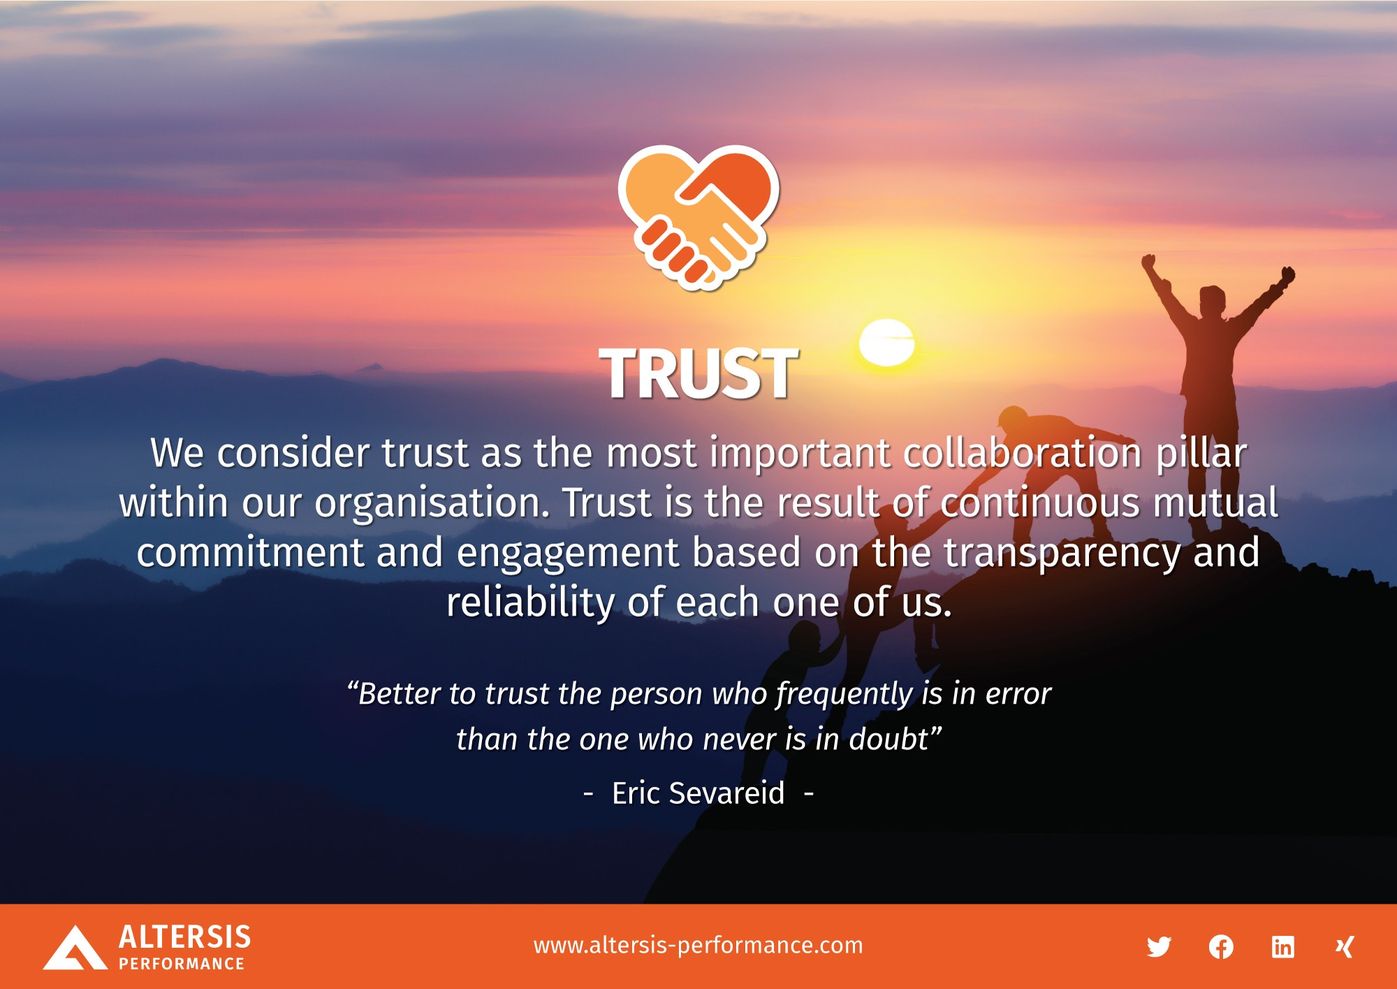 TRUST
We consider trust as the most important collaboration pillar
within our organisation. Trust is the result of continuous mutual
commitment and engagement based on the transparency and
reliability of each one of us.
“Better to trust the person who frequently is in error
than the one who never is in doubt”
- Eric Sevareid -
ALTERSIS
PERFORMANCE
www.altersis-performance.com